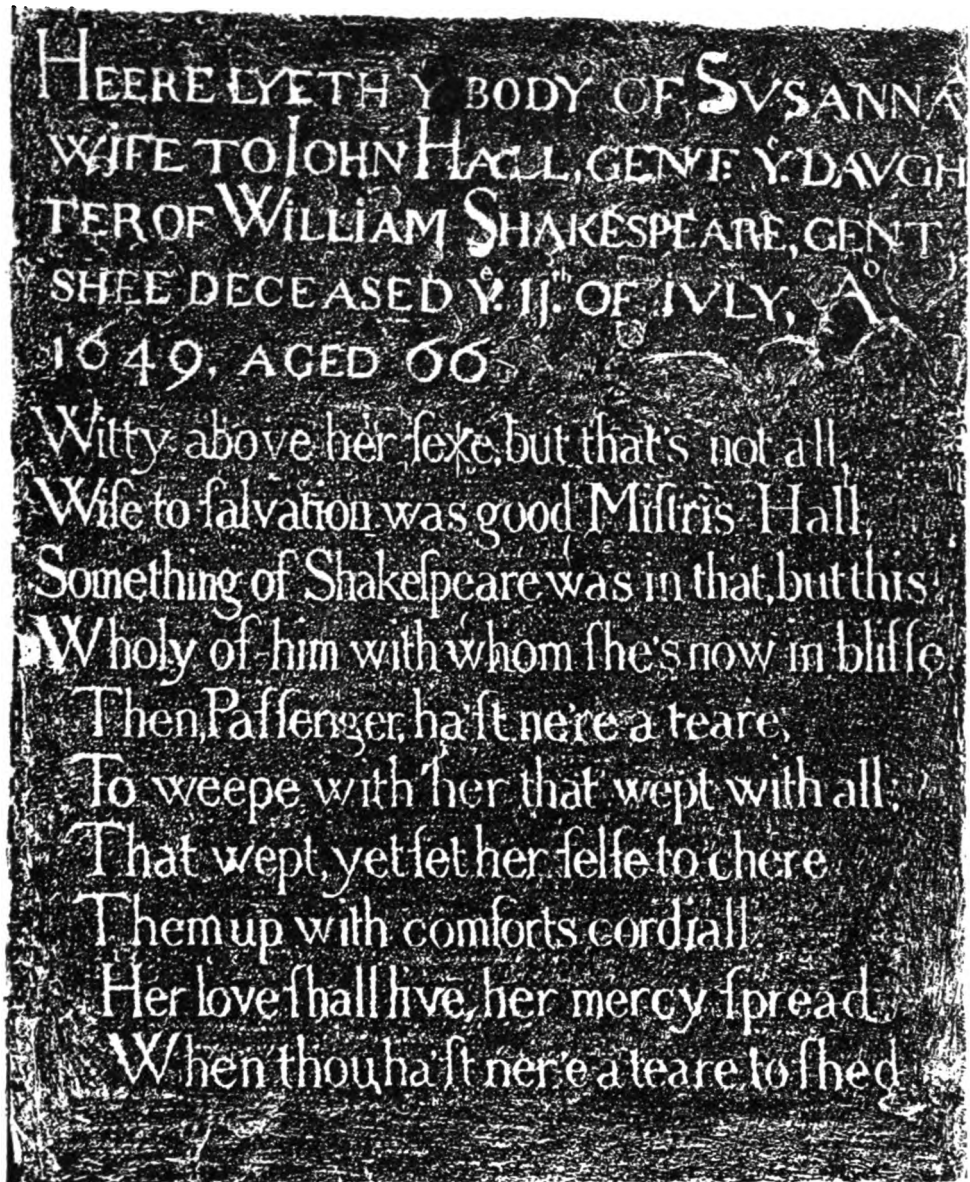 HEERE LYETH Y BODY OF SVSANNA
WIFE TO IOHN HALL, GENT: Yͤ. DAVGH
TER OF WILLIAM SHAKESPEARE, GENT
SHEE DECEASED Yͤ. IJ.ᵗʰ OF IVLY, Aº
1649, AGED 66.
Witty above her ſexe, but that's not all,
Wiſe to ſalvation was good Miſtris Hall,
Something of Shakeſpeare was in that, but this
Wholy of him with whom ſhe's now in bliſſe.
Then, Paſſenger, ha'ſt ne're a teare,
To weepe with her that wept with all:
That wept, yet ſet her ſelfe to chere
Them up with comforts cordiall.
Her love ſhall live, her mercy ſpread
When thou ha'ſt ner'e a teare to ſhed